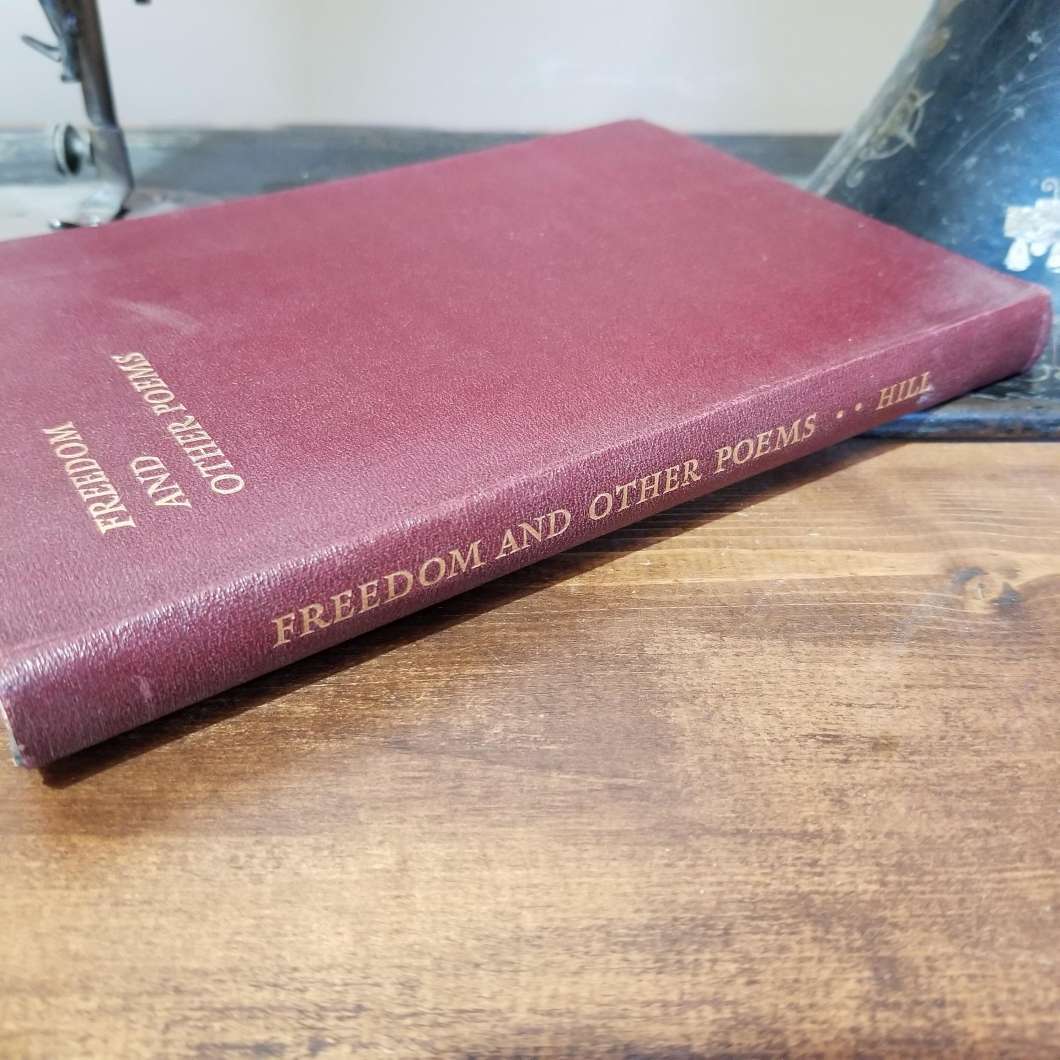 FREEDOM
AND
OTHER POEMS
FREEDOM AND OTHER POEMS • • HILL